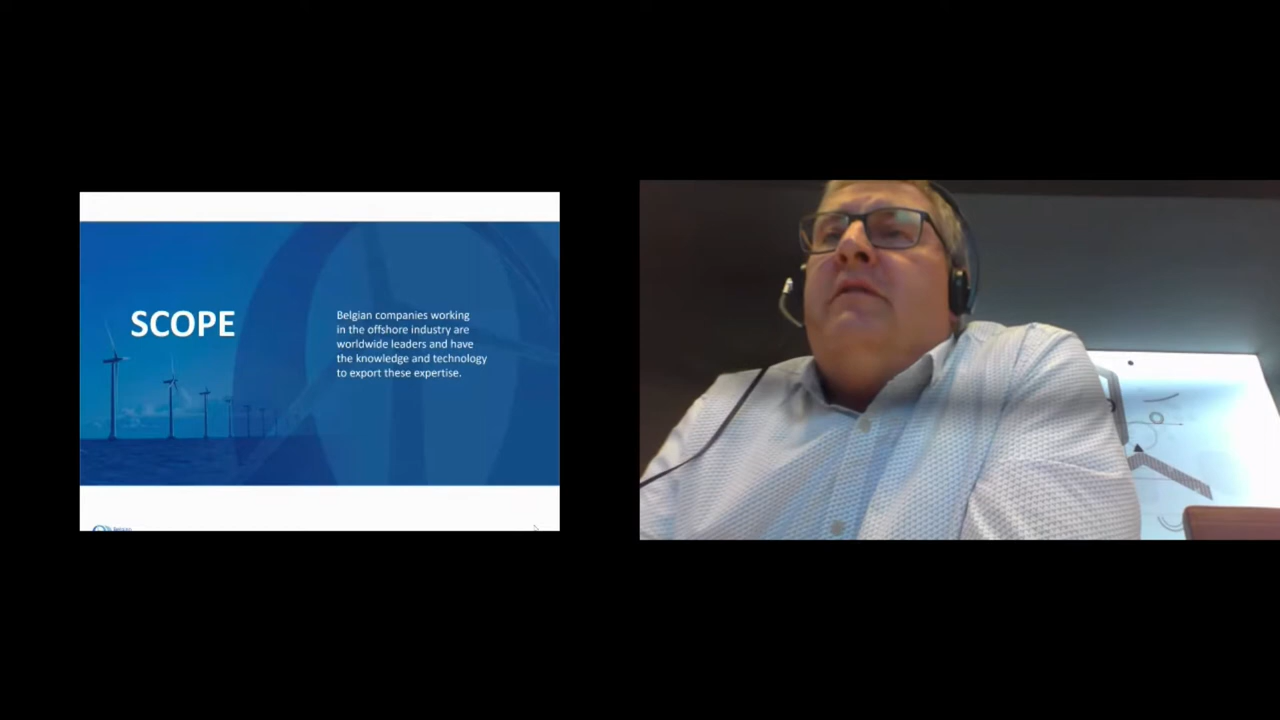 SCOPE
Belgian companies working
in the offshore industry are
worldwide leaders and have
the knowledge and technology
to export these expertise.